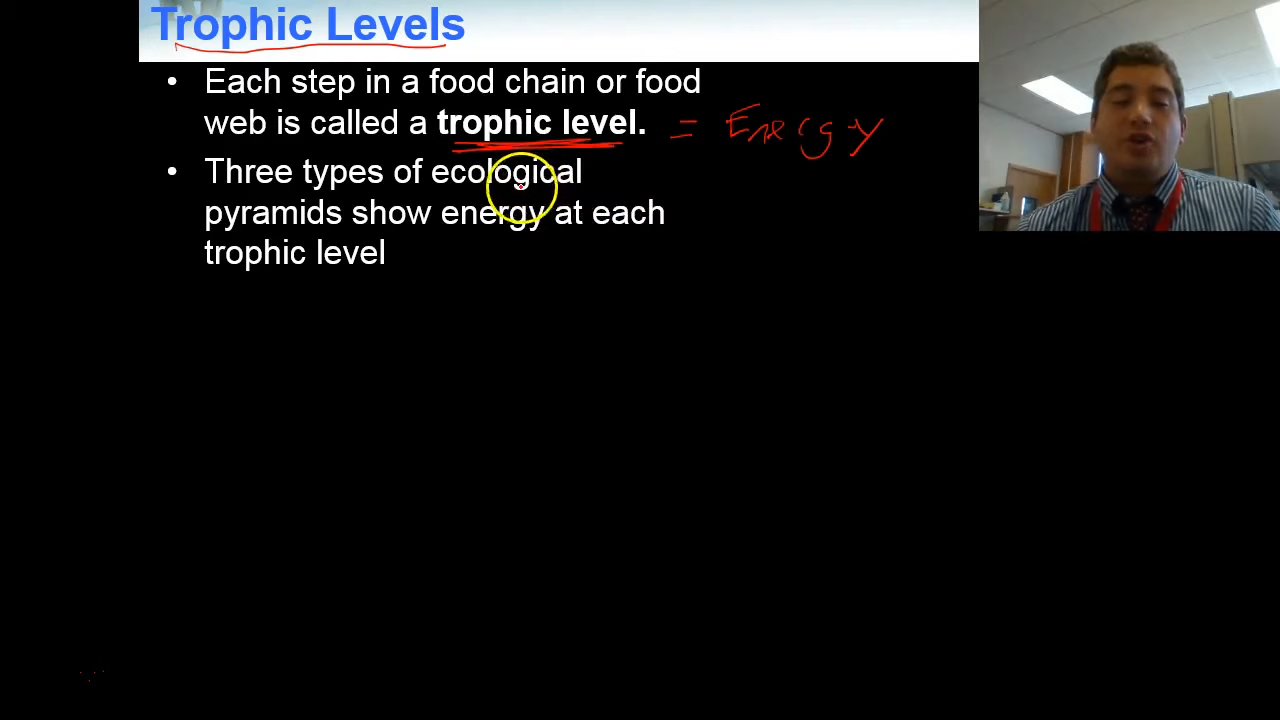 Trophic Levels
• Each step in a food chain or food
web is called a trophic level. = Energy
• Three types of ecological
pyramids show energy at each
trophic level